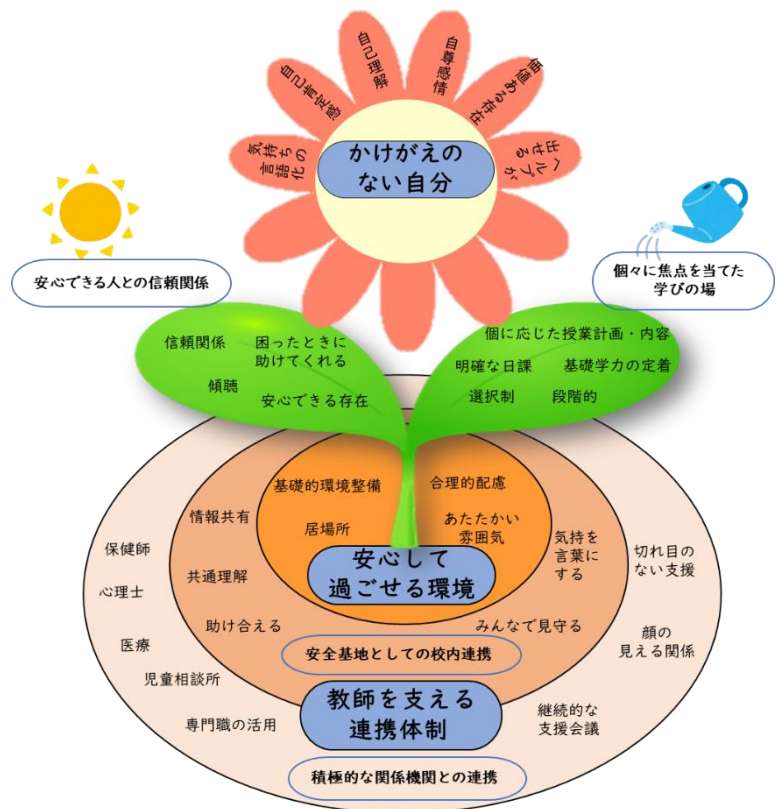 気持ちの
言語化
自己肯定感
自己理解
自尊感情
価値ある存在
ヘルプが
出せる
かけがえの
ない自分
安心できる人との信頼関係
個々に焦点を当てた
学びの場
信頼関係
困ったときに
助けてくれる
傾聴
安心できる存在
個に応じた授業計画・内容
明確な日課
基礎学力の定着
選択制
段階的
基礎的環境整備
合理的配慮
居場所
あたたかい
雰囲気
安心して
過ごせる環境
情報共有
共通理解
助け合える
気持を
言葉に
する
みんなで見守る
安全基地としての校内連携
保健師
心理士
医療
児童相談所
専門職の活用
切れ目の
ない支援
顔の
見える関係
継続的な
支援会議
教師を支える
連携体制
積極的な関係機関との連携